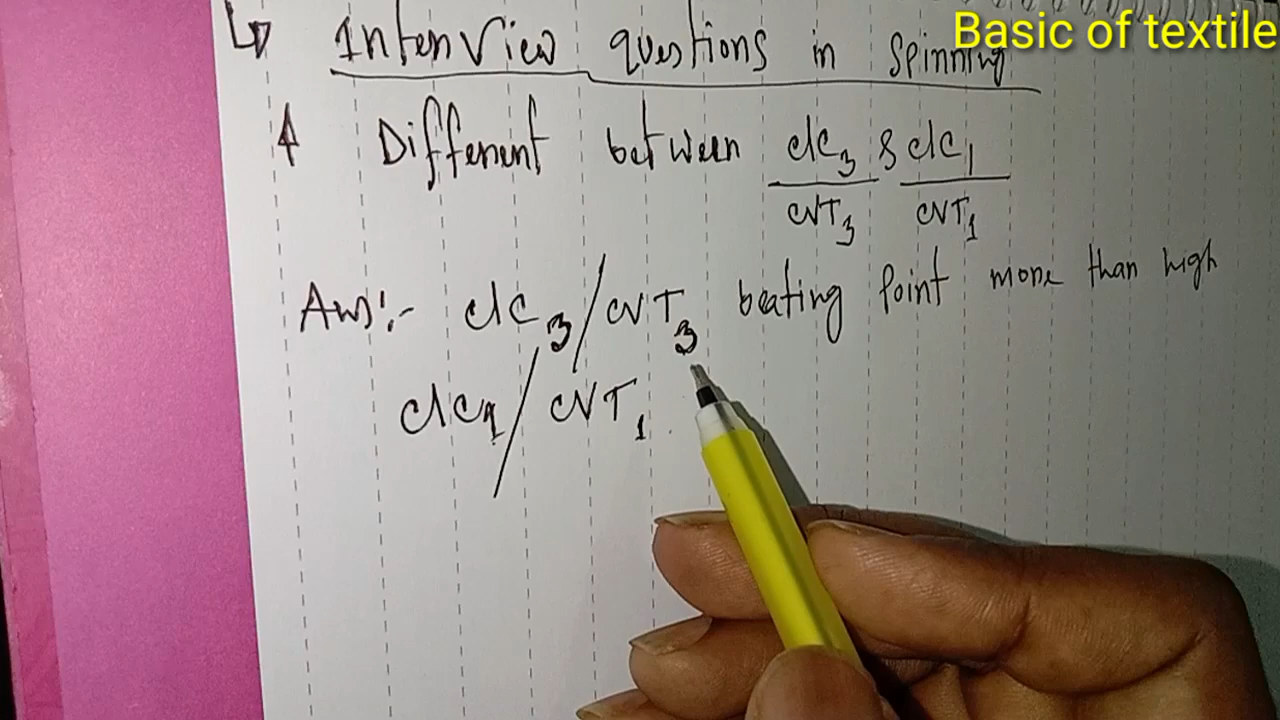 Basic of textile
Interview questions in spinning
Different between clc3 & clc1
CVT3 CVT1
Ans:- clc3/CVT3 beating Point more than high
clc1/CVT1.